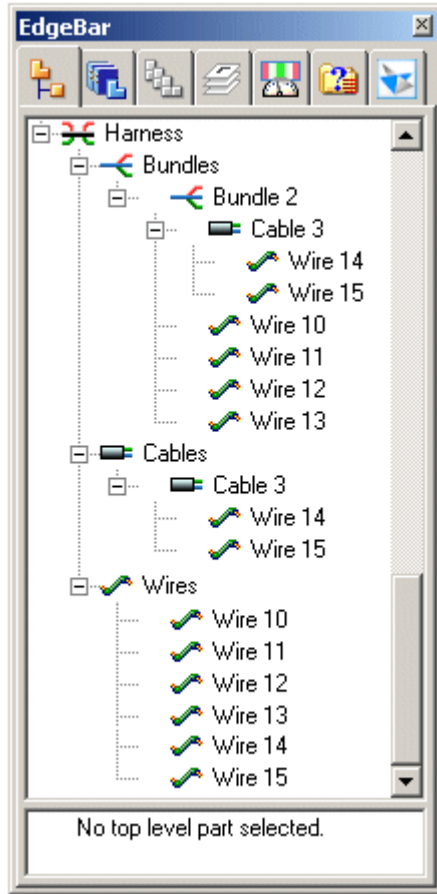 EdgeBar
Harness
Bundles
Bundle 2
Cable 3
Wire 14
Wire 15
Wire 10
Wire 11
Wire 12
Wire 13
Cables
Cable 3
Wire 14
Wire 15
Wires
Wire 10
Wire 11
Wire 12
Wire 13
Wire 14
Wire 15
No top level part selected.